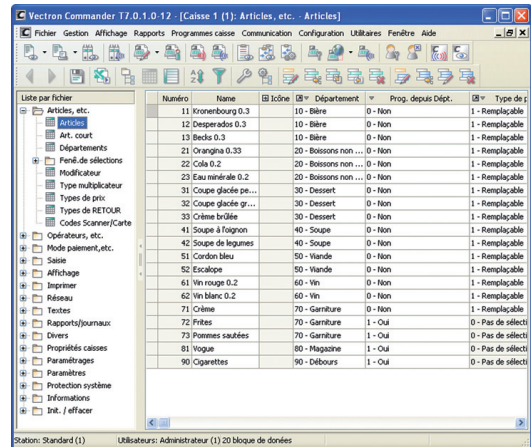 Vectron Commander T7.0.1.0-12 - [Caisse 1 (1): Articles, etc. - Articles]
Fichier Gestion Affichage Rapports Programmes caisse Communication Configuration Utilitaires Fenêtre Aide
Liste par fichier
Articles, etc.
Articles
Art. court
Départements
Fenê.de sélections
Modificateur
Type multiplicateur
Types de prix
Types de RETOUR
Codes Scanner/Carte
Opérateurs, etc.
Mode paiement,etc.
Saisie
Affichage
Imprimer
Réseau
Textes
Rapports/journaux
Divers
Propriétés caisses
Paramétrages
Paramètres
Protection système
Informations
Init. / effacer
Numéro Name Icône Département Prog. depuis Dépt. Type de p
11 Kronenbourg 0.3 10 - Bière 0 - Non 1 - Remplaçable
12 Desperados 0.3 10 - Bière 0 - Non 1 - Remplaçable
13 Becks 0.3 10 - Bière 0 - Non 1 - Remplaçable
21 Orangina 0.33 20 - Boissons non ... 0 - Non 1 - Remplaçable
22 Cola 0.2 20 - Boissons non ... 0 - Non 1 - Remplaçable
23 Eau minérale 0.2 20 - Boissons non ... 0 - Non 1 - Remplaçable
31 Coupe glacée pe... 30 - Dessert 0 - Non 1 - Remplaçable
32 Coupe glacée gr... 30 - Dessert 0 - Non 1 - Remplaçable
33 Crème brûlée 30 - Dessert 0 - Non 1 - Remplaçable
41 Soupe à l'oignon 40 - Soupe 0 - Non 1 - Remplaçable
42 Soupe de legumes 40 - Soupe 0 - Non 1 - Remplaçable
51 Cordon bleu 50 - Viande 0 - Non 1 - Remplaçable
52 Escalope 50 - Viande 0 - Non 1 - Remplaçable
61 Vin rouge 0.2 60 - Vin 0 - Non 1 - Remplaçable
62 Vin blanc 0.2 60 - Vin 0 - Non 1 - Remplaçable
71 Crème 70 - Garniture 0 - Non 1 - Remplaçable
72 Frites 70 - Garniture 1 - Oui 0 - Pas de sélecti
73 Pommes sautées 70 - Garniture 1 - Oui 0 - Pas de sélecti
81 Vogue 80 - Magazine 1 - Oui 0 - Pas de sélecti
90 Cigarettes 90 - Débours 1 - Oui 0 - Pas de sélecti
Station: Standard (1) Utilisateurs: Administrateur (1) 20 bloque de donées